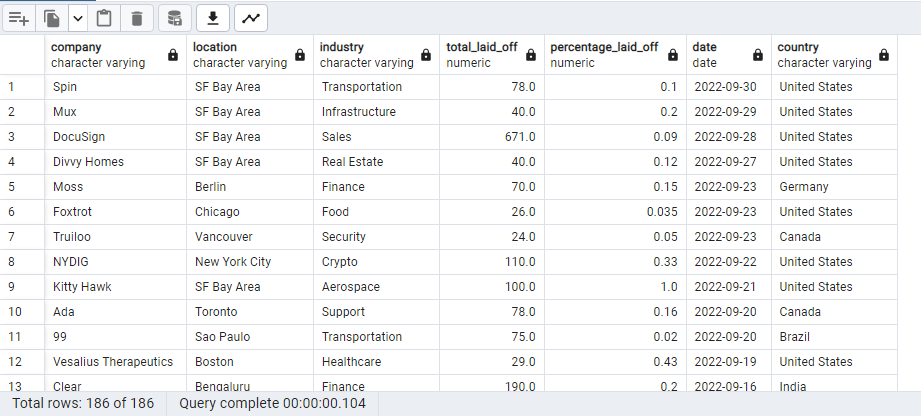 company location industry total_laid_off percentage_laid_off date country
character varying character varying character varying numeric numeric date character varying
1 Spin SF Bay Area Transportation 78.0 0.1 2022-09-30 United States
2 Mux SF Bay Area Infrastructure 40.0 0.2 2022-09-29 United States
3 DocuSign SF Bay Area Sales 671.0 0.09 2022-09-28 United States
4 Divvy Homes SF Bay Area Real Estate 40.0 0.12 2022-09-27 United States
5 Moss Berlin Finance 70.0 0.15 2022-09-23 Germany
6 Foxtrot Chicago Food 26.0 0.035 2022-09-23 United States
7 Truiloo Vancouver Security 24.0 0.05 2022-09-23 Canada
8 NYDIG New York City Crypto 110.0 0.33 2022-09-22 United States
9 Kitty Hawk SF Bay Area Aerospace 100.0 1.0 2022-09-21 United States
10 Ada Toronto Support 78.0 0.16 2022-09-20 Canada
11 99 Sao Paulo Transportation 75.0 0.02 2022-09-20 Brazil
12 Vesalius Therapeutics Boston Healthcare 29.0 0.43 2022-09-19 United States
13 Clear Bengaluru Finance 190.0 0.2 2022-09-16 India
Total rows: 186 of 186 Query complete 00:00:00.104